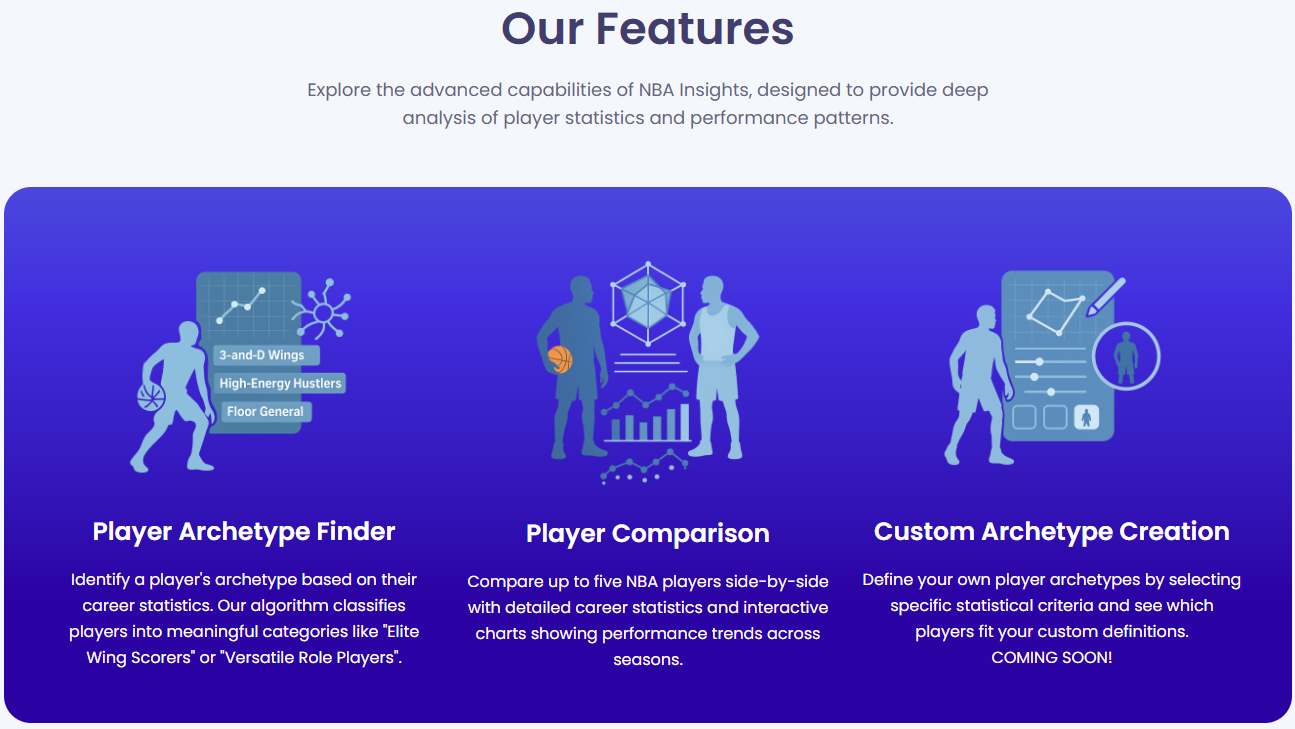 Our Features
Explore the advanced capabilities of NBA Insights, designed to provide deep
analysis of player statistics and performance patterns.
3-and-D Wings
High-Energy Hustlers
Floor General
Player Archetype Finder
Identify a player's archetype based on their
career statistics. Our algorithm classifies
players into meaningful categories like "Elite
Wing Scorers" or "Versatile Role Players".
Player Comparison
Compare up to five NBA players side-by-side
with detailed career statistics and interactive
charts showing performance trends across
seasons.
Custom Archetype Creation
Define your own player archetypes by selecting
specific statistical criteria and see which
players fit your custom definitions.
COMING SOON!